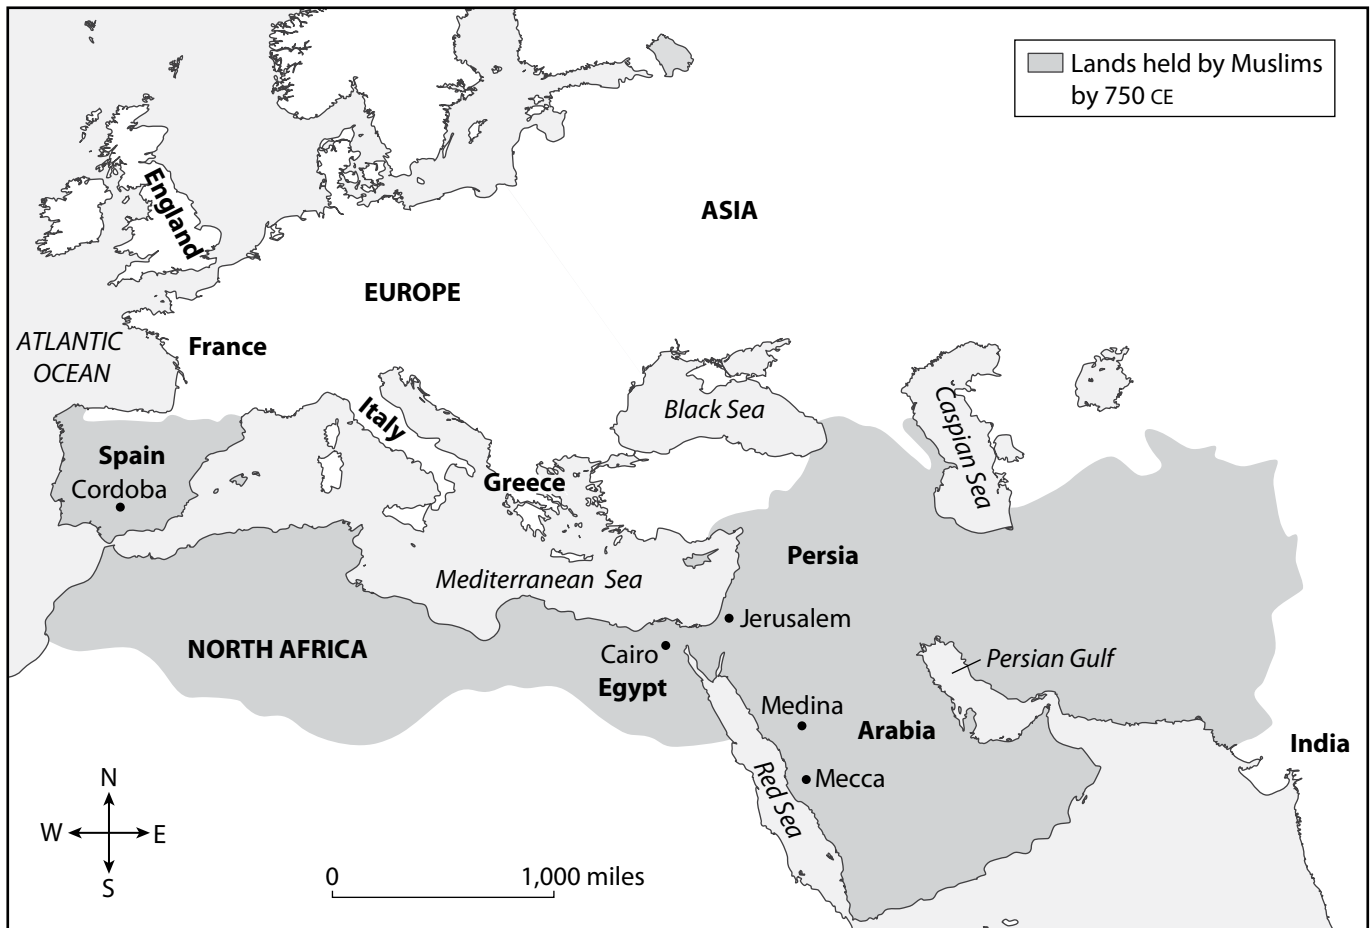 Lands held by Muslims
by 750 CE
England
ASIA
EUROPE
ATLANTIC
OCEAN
France
Italy
Black Sea
Caspian Sea
Spain
Cordoba
Greece
Persia
Mediterranean Sea
Jerusalem
NORTH AFRICA
Cairo
Egypt
Persian Gulf
Medina
Arabia
India
Mecca
Red Sea
N
W
E
S
0
1,000 miles